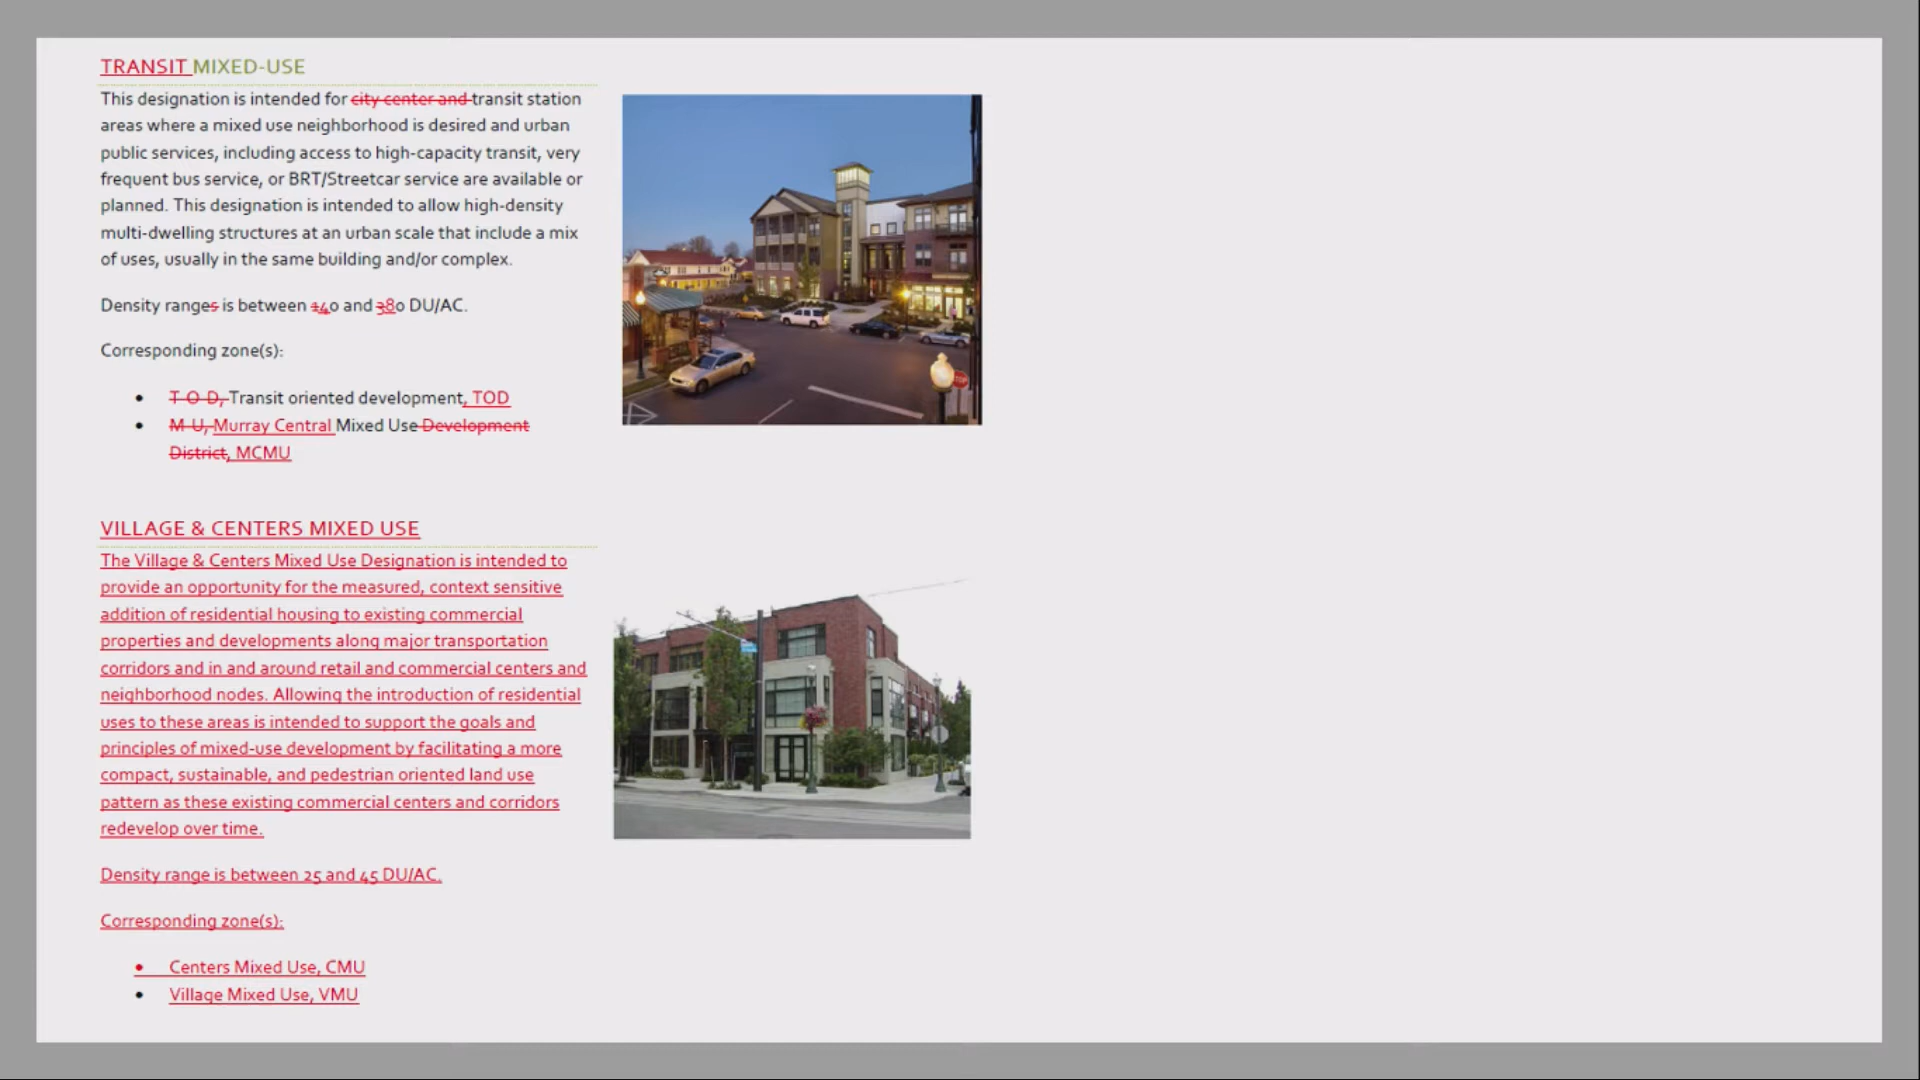 TRANSIT MIXED-USE
This designation is intended for city center and transit station
areas where a mixed use neighborhood is desired and urban
public services, including access to high-capacity transit, very
frequent bus service, or BRT/Streetcar service are available or
planned. This designation is intended to allow high-density
multi-dwelling structures at an urban scale that include a mix
of uses, usually in the same building and/or complex.
Density ranges is between 140 and 380 DU/AC.
Corresponding zone(s):
• T-O-D, Transit oriented development, TOD
• M-U, Murray Central Mixed Use Development
District, MCMU
VILLAGE & CENTERS MIXED USE
The Village & Centers Mixed Use Designation is intended to
provide an opportunity for the measured, context sensitive
addition of residential housing to existing commercial
properties and developments along major transportation
corridors and in and around retail and commercial centers and
neighborhood nodes. Allowing the introduction of residential
uses to these areas is intended to support the goals and
principles of mixed-use development by facilitating a more
compact, sustainable, and pedestrian oriented land use
pattern as these existing commercial centers and corridors
redevelop over time.
Density range is between 25 and 45 DU/AC.
Corresponding zone(s):
• Centers Mixed Use, CMU
• Village Mixed Use, VMU
STOP